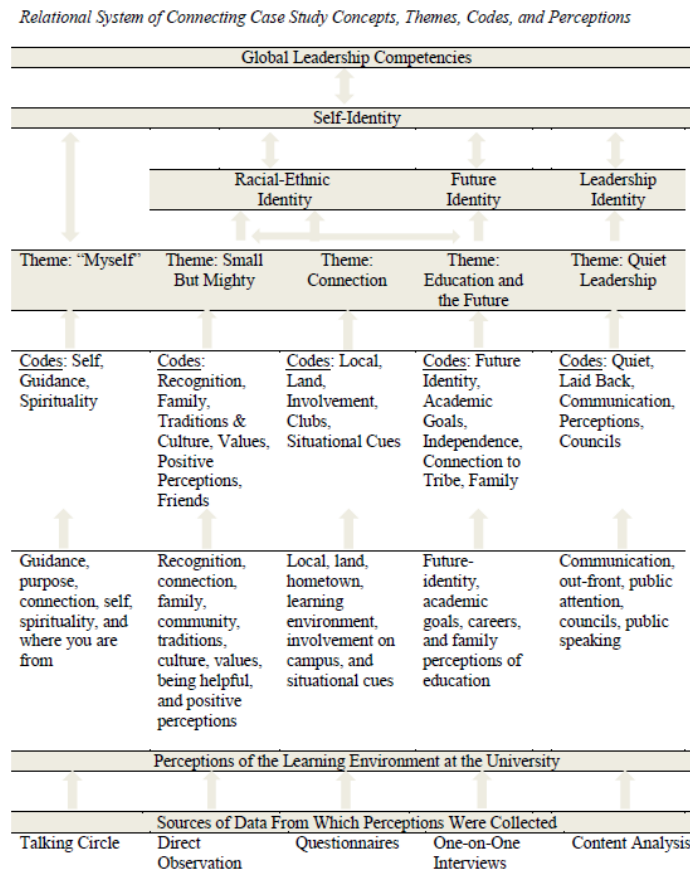 Relational System of Connecting Case Study Concepts, Themes, Codes, and Perceptions
Global Leadership Competencies
Self-Identity
Racial-Ethnic
Identity
Future
Identity
Leadership
Identity
Theme: “Myself”
Theme: Small
But Mighty
Theme:
Connection
Theme:
Education and
the Future
Theme: Quiet
Leadership
Codes: Self,
Guidance,
Spirituality
Codes:
Recognition,
Family,
Traditions &
Culture, Values,
Positive
Perceptions,
Friends
Codes: Local,
Land,
Involvement,
Clubs,
Situational Cues
Codes: Future
Identity,
Academic
Goals,
Independence,
Connection to
Tribe, Family
Codes: Quiet,
Laid Back,
Communication,
Perceptions,
Councils
Guidance,
purpose,
connection, self,
spirituality, and
where you are
from
Recognition,
connection,
family,
community,
traditions,
culture, values,
being helpful,
and positive
perceptions
Local, land,
hometown,
learning
environment,
involvement on
campus, and
situational cues
Future-
identity,
academic
goals, careers,
and family
perceptions of
education
Communication,
out-front, public
attention,
councils, public
speaking
Perceptions of the Learning Environment at the University
Sources of Data From Which Perceptions Were Collected
Talking Circle
Direct
Observation
Questionnaires
One-on-One
Interviews
Content Analysis